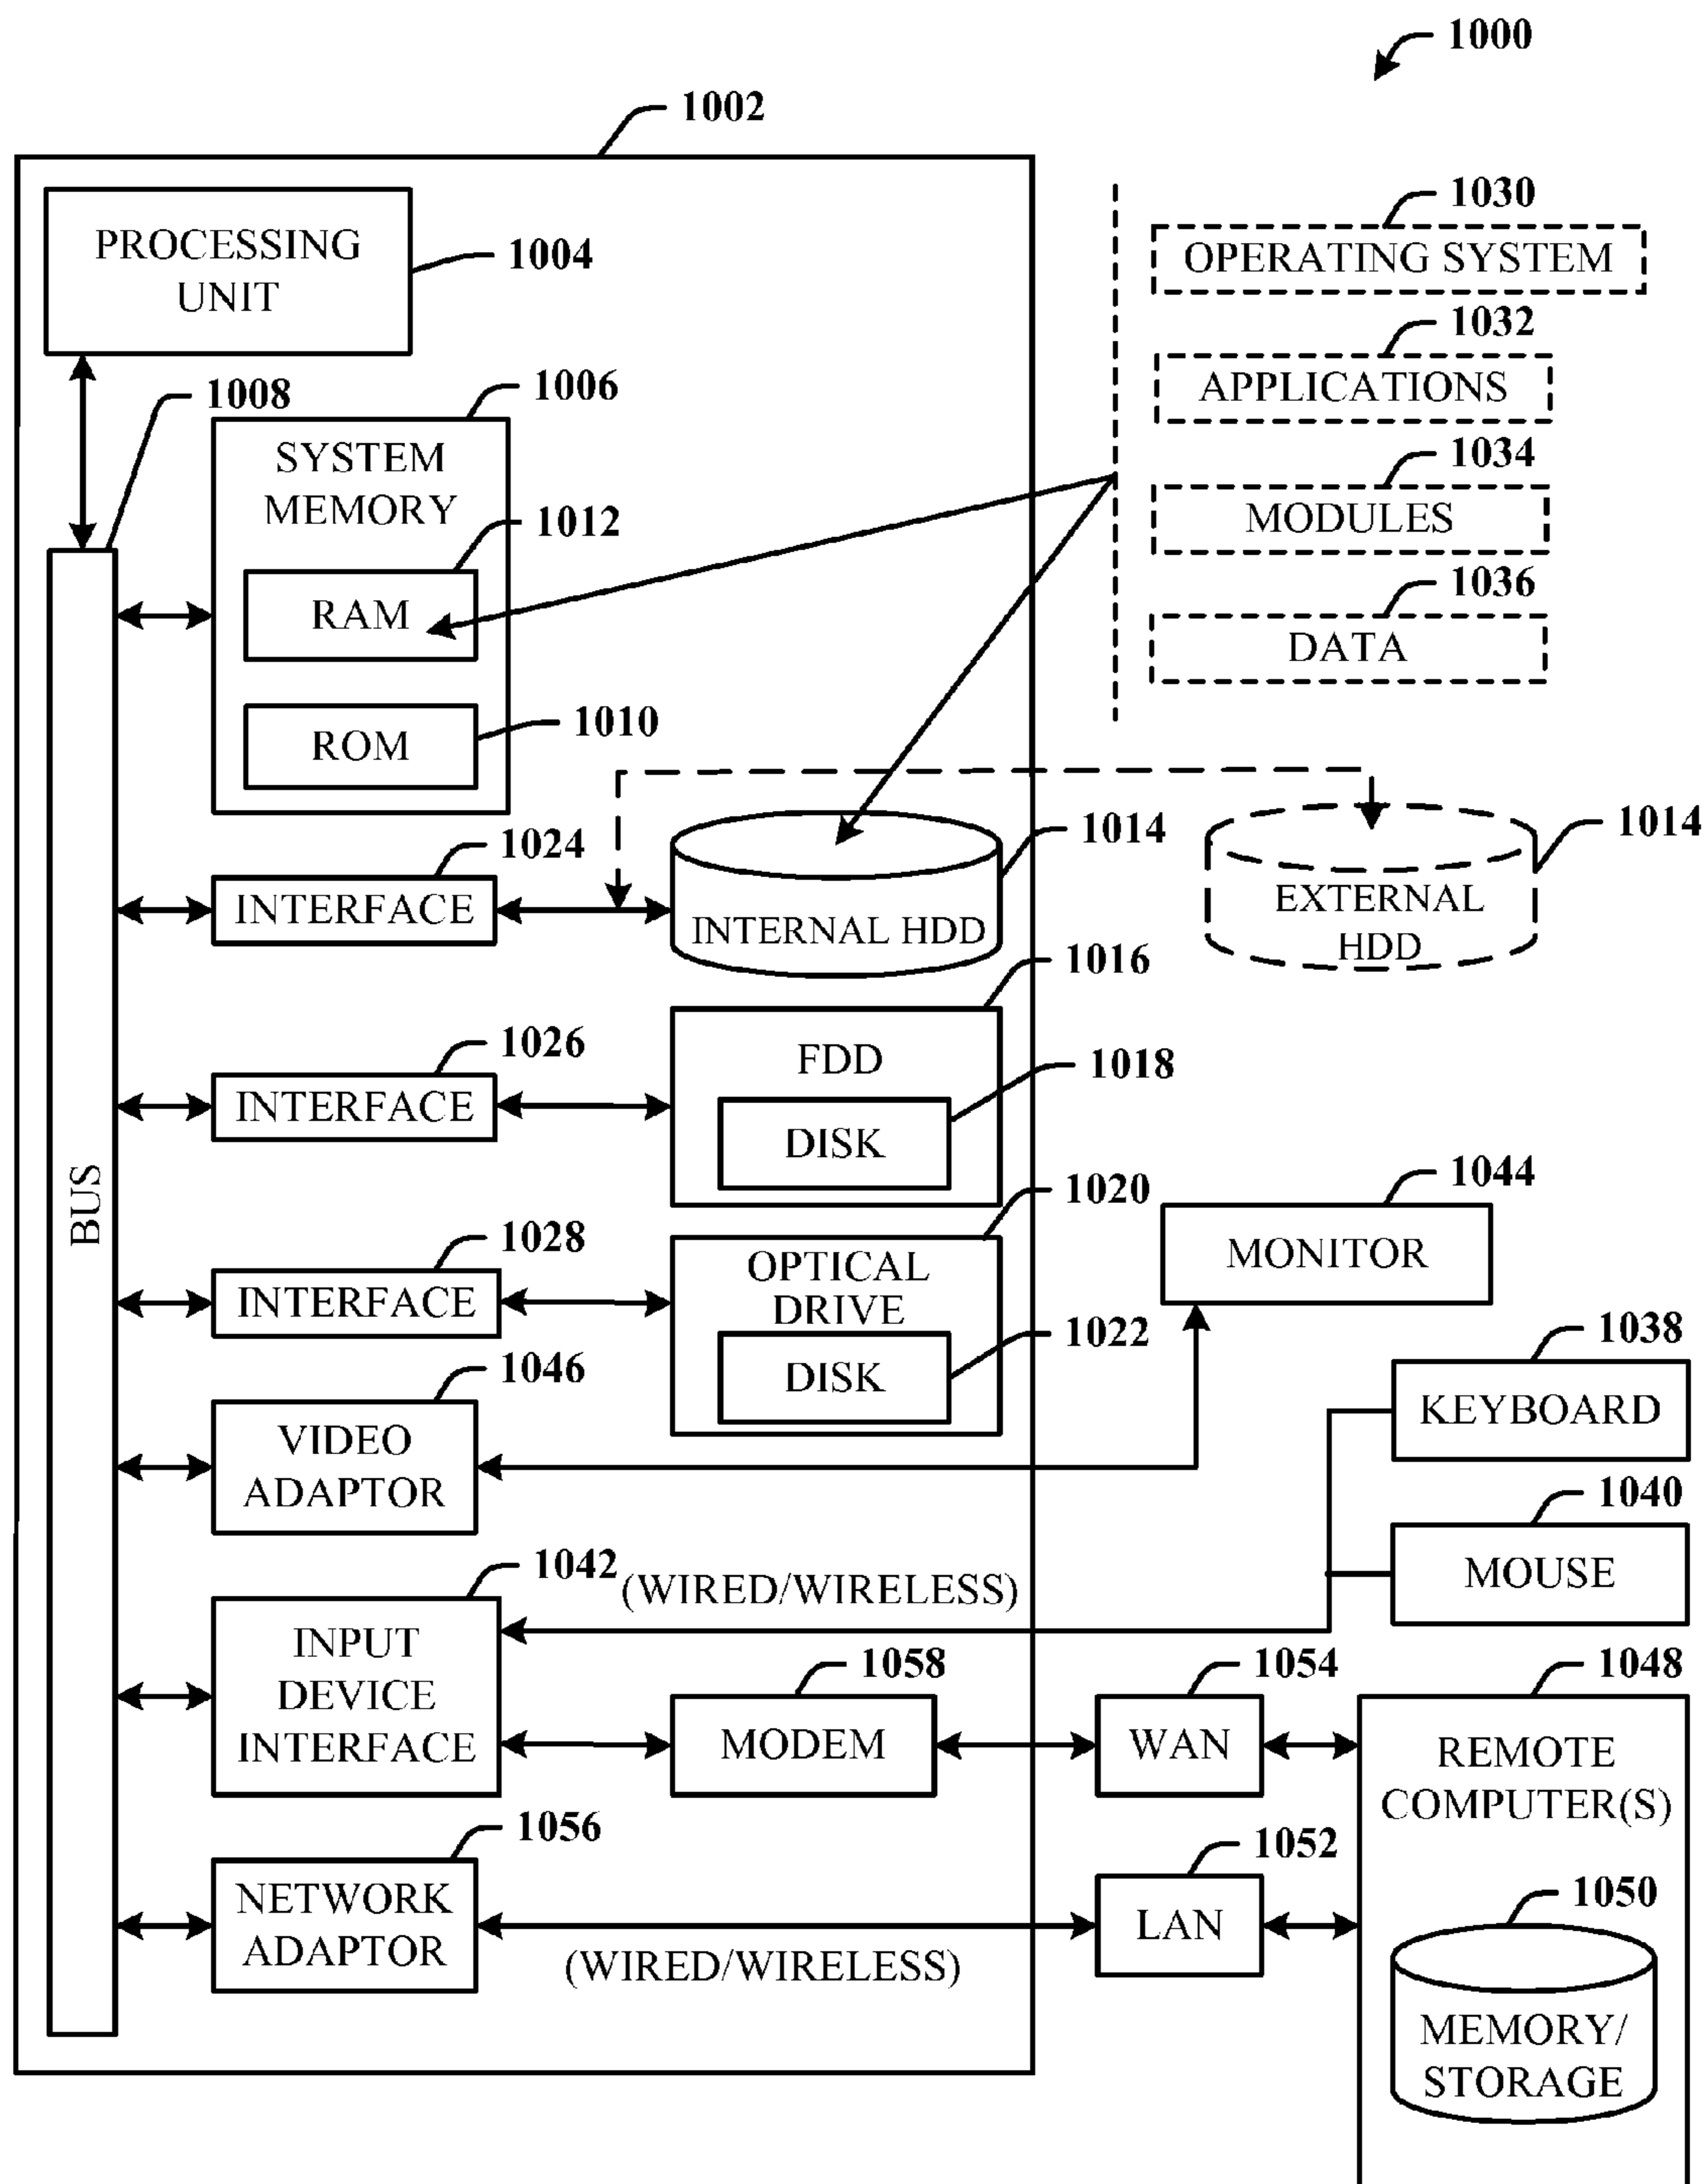 1000
1002
PROCESSING
UNIT
1004
1030
OPERATING SYSTEM
1032
APPLICATIONS
1034
MODULES
1036
DATA
1008
1006
SYSTEM
MEMORY
1012
RAM
1010
ROM
1024
INTERFACE
1014
INTERNAL HDD
1014
EXTERNAL
HDD
1026
INTERFACE
1016
FDD
1018
DISK
BUS
1028
INTERFACE
1020
OPTICAL
DRIVE
1022
DISK
1044
MONITOR
1046
VIDEO
ADAPTOR
1038
KEYBOARD
1040
MOUSE
1042
(WIRED/WIRELESS)
INPUT
DEVICE
INTERFACE
1058
MODEM
1054
WAN
1048
REMOTE
COMPUTER(S)
1056
NETWORK
ADAPTOR
(WIRED/WIRELESS)
1052
LAN
1050
MEMORY/
STORAGE